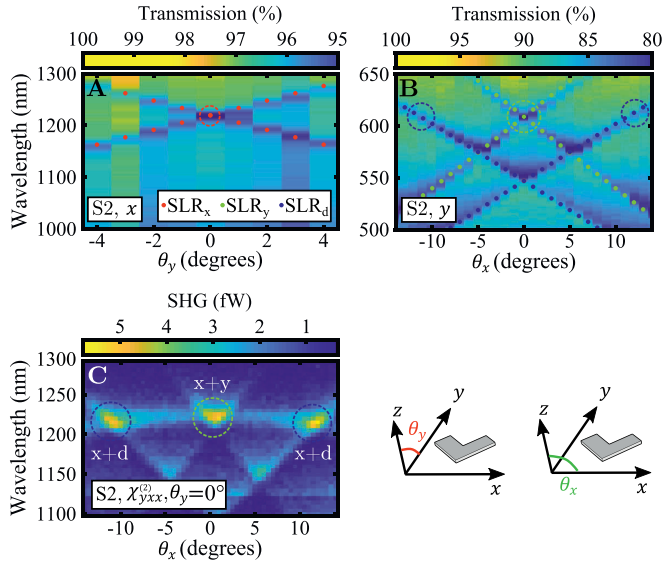 Transmission (%)
100 99 98 97 96 95
Transmission (%)
100 95 90 85 80
Wavelength (nm)
1300
1200
1100
1000
A
S2, x
SLRx SLRy SLRd
-4 -2 0 2 4
θy (degrees)
650
600
550
500
B
S2, y
-10 -5 0 5 10
θx (degrees)
SHG (fW)
5 4 3 2 1
Wavelength (nm)
1300
1250
1200
1150
1100
C
x+y
x+d
x+d
S2, χ(2)yxx, θy=0°
-10 -5 0 5 10
θx (degrees)
z
y
θy
x
z
y
θx
x